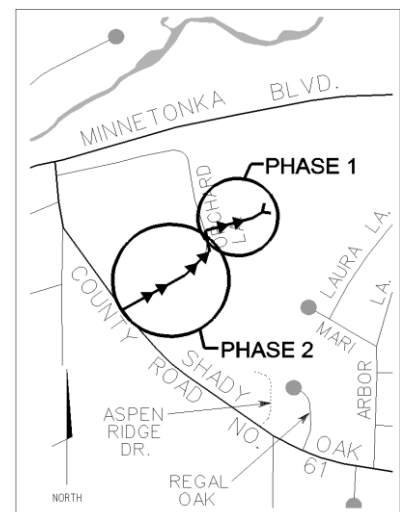 MINNETONKA BLVD.
PHASE 1
ORCHARD
LA.
LAURA LA.
MARI LA.
PHASE 2
COUNTY ROAD NO. 61
SHADY OAK
ASPEN
RIDGE
DR.
REGAL
OAK
ARBOR
NORTH